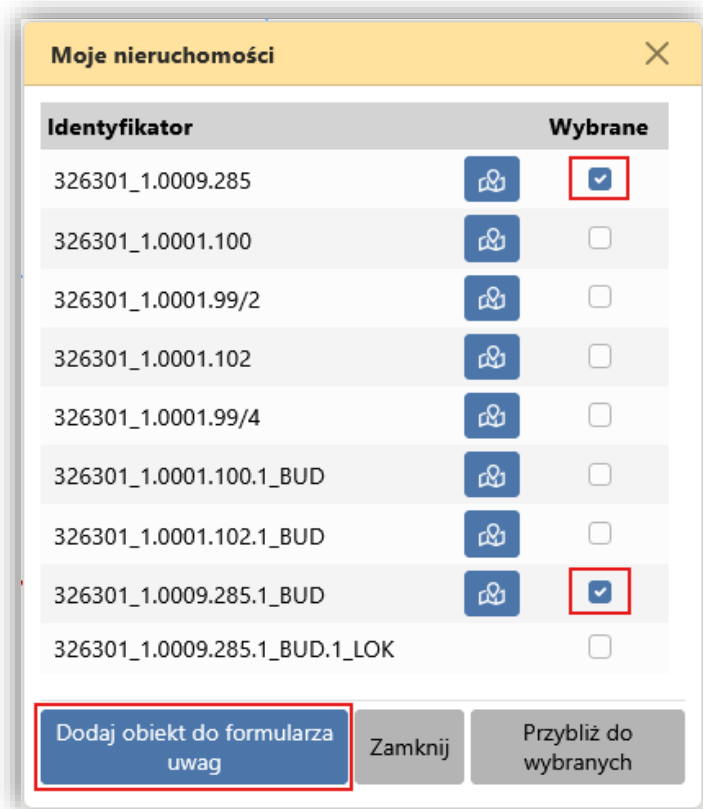 Moje nieruchomości
Identyfikator Wybrane
326301_1.0009.285
326301_1.0001.100
326301_1.0001.99/2
326301_1.0001.102
326301_1.0001.99/4
326301_1.0001.100.1_BUD
326301_1.0001.102.1_BUD
326301_1.0009.285.1_BUD
326301_1.0009.285.1_BUD.1_LOK
Dodaj obiekt do formularza
uwag
Zamknij
Przybliż do
wybranych